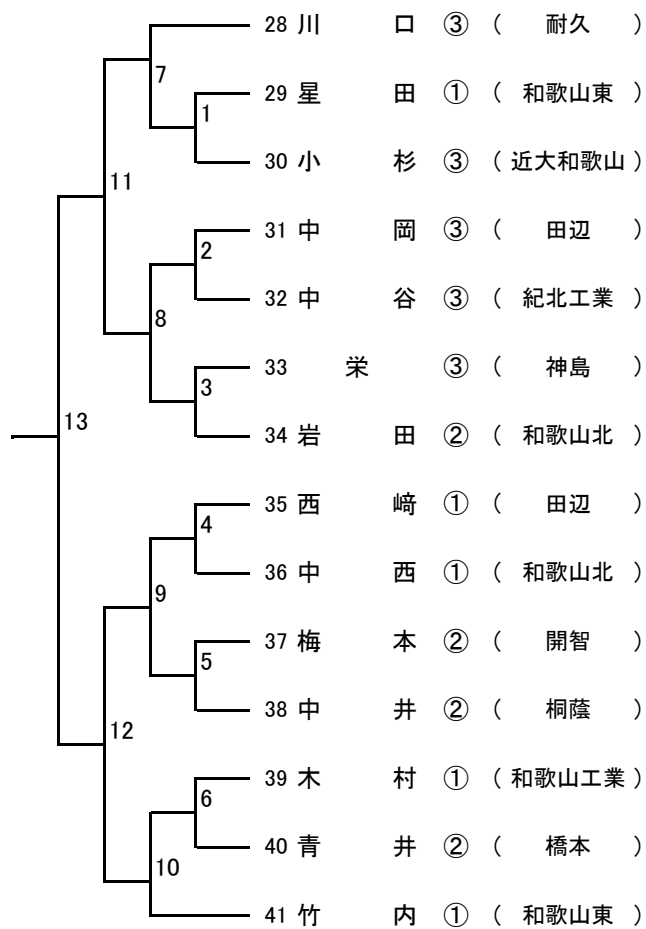 28 川 口 ③ ( 耐久 )
7
29 星 田 ① ( 和歌山東 )
1
30 小 杉 ③ ( 近大和歌山 )
11
31 中 岡 ③ ( 田辺 )
2
32 中 谷 ③ ( 紀北工業 )
8
33 栄 ③ ( 神島 )
3
13
34 岩 田 ② ( 和歌山北 )
35 西 﨑 ① ( 田辺 )
4
36 中 西 ① ( 和歌山北 )
9
37 梅 本 ② ( 開智 )
5
38 中 井 ② ( 桐蔭 )
12
39 木 村 ① ( 和歌山工業 )
6
40 青 井 ② ( 橋本 )
10
41 竹 内 ① ( 和歌山東 )